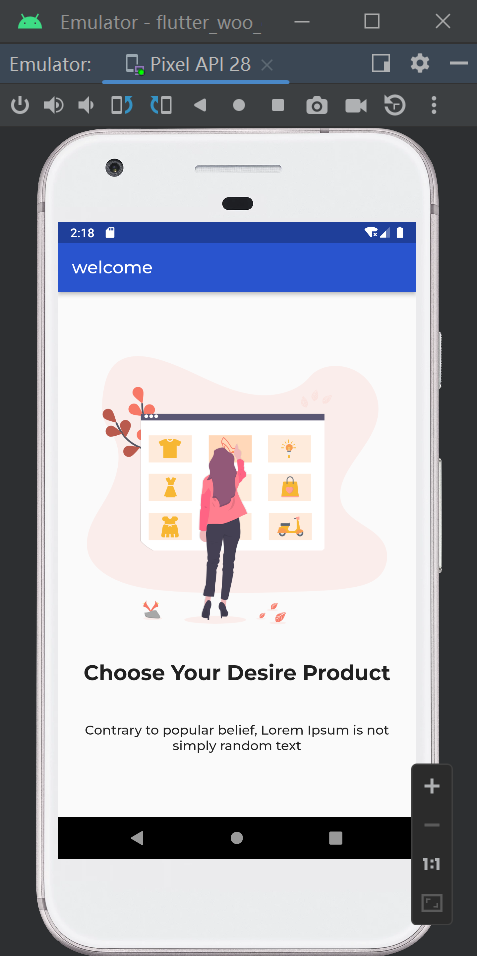 Emulator - flutter_woo_
Emulator:
Pixel API 28
2:18
welcome
Choose Your Desire Product
Contrary to popular belief, Lorem Ipsum is not
simply random text
1:1